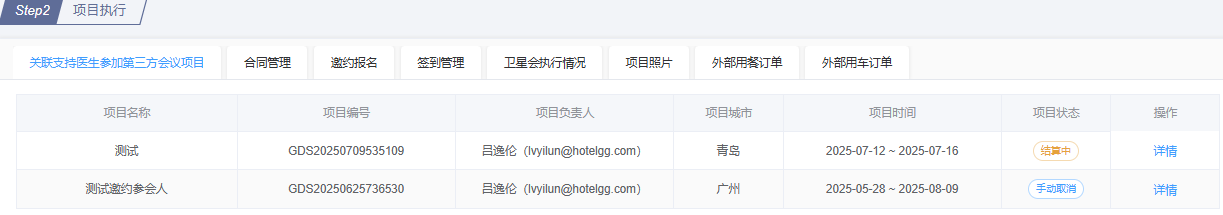 Step2 项目执行
关联支持医生参加第三方会议项目 合同管理 邀约报名 签到管理 卫星会执行情况 项目照片 外部用餐订单 外部用车订单
项目名称 项目编号 项目负责人 项目城市 项目时间 项目状态 操作
测试 GDS20250709535109 吕逸伦（lvyilun@hotelgg.com） 青岛 2025-07-12 ~ 2025-07-16 结算中 详情
测试邀约参会人 GDS20250625736530 吕逸伦（lvyilun@hotelgg.com） 广州 2025-05-28 ~ 2025-08-09 手动取消 详情